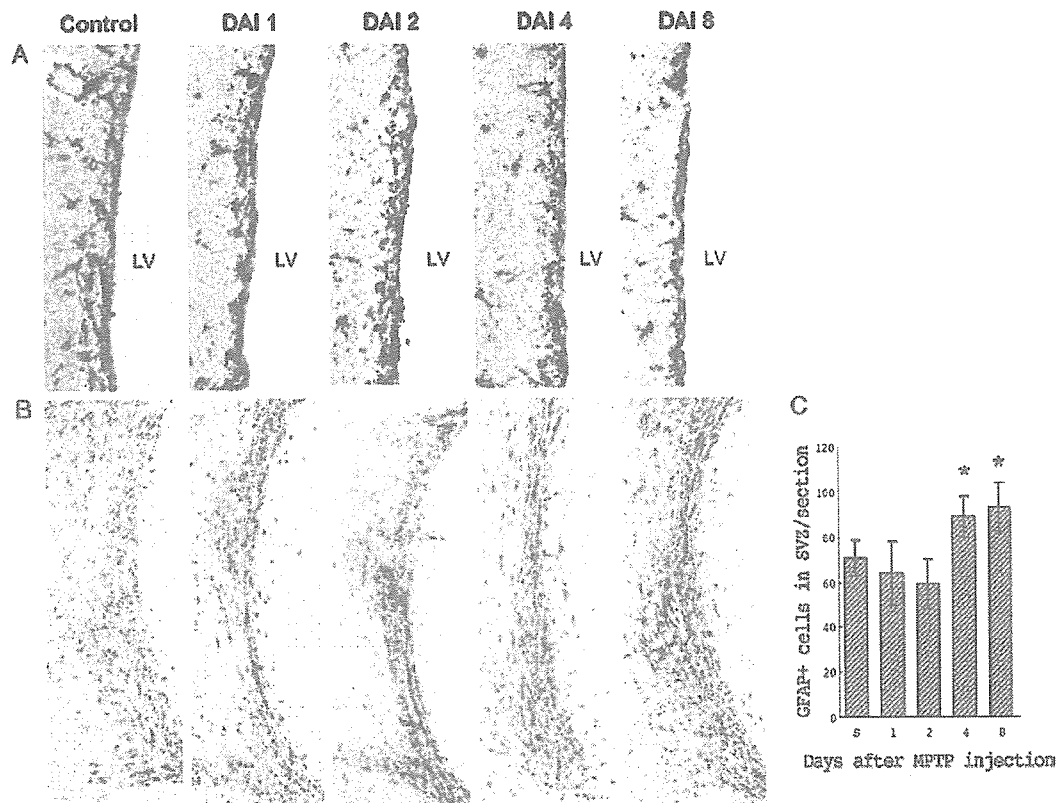 Control DAI 1 DAI 2 DAI 4 DAI 8
A
LV LV LV LV LV
B
C
GFAP+ cells in SVZ/section
120
100
80
60
40
20
0
* *
S 1 2 4 8
Days after MPTP injection